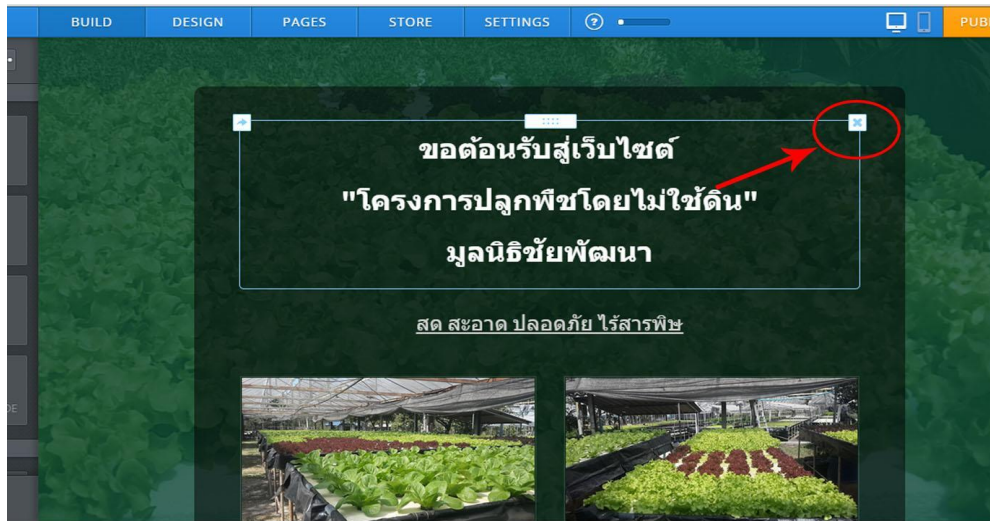 BUILD DESIGN PAGES STORE SETTINGS ?
ขอต้อนรับสู่เว็บไซต์
"โครงการปลูกพืชโดยไม่ใช้ดิน"
มูลนิธิชัยพัฒนา
สด สะอาด ปลอดภัย ไร้สารพิษ